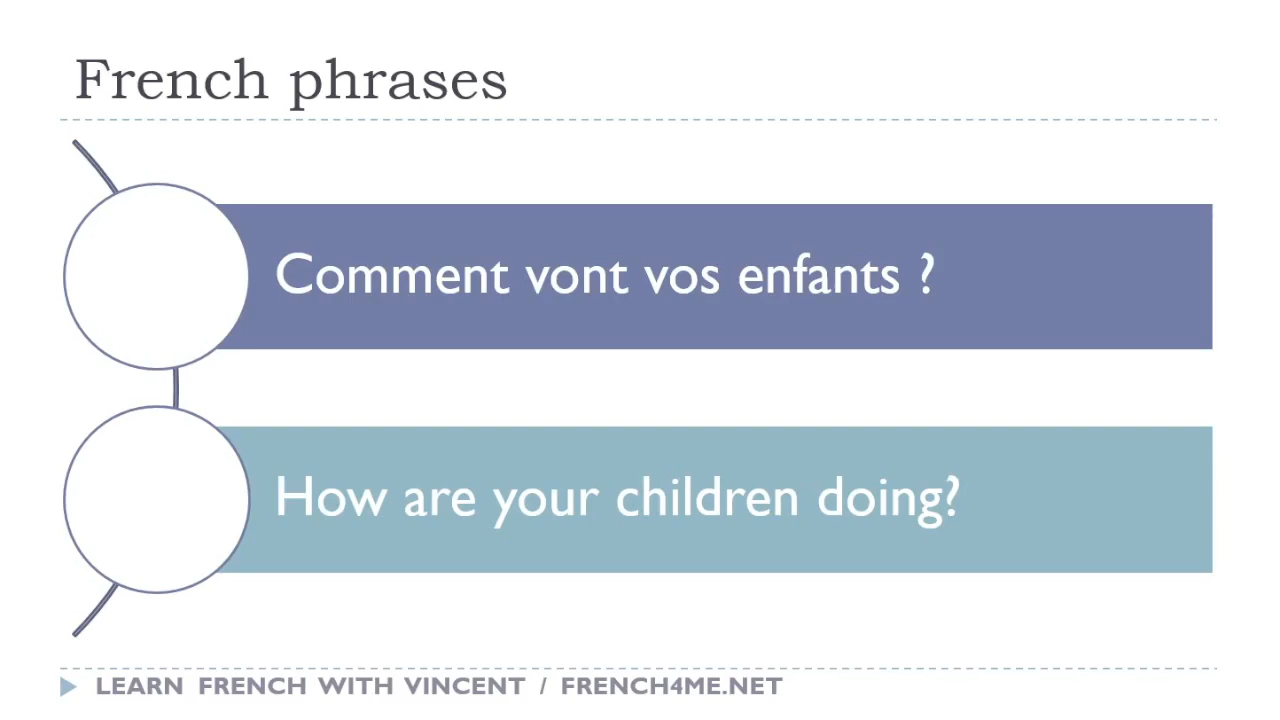 French phrases
Comment vont vos enfants ?
How are your children doing?
LEARN FRENCH WITH VINCENT / FRENCH4ME.NET